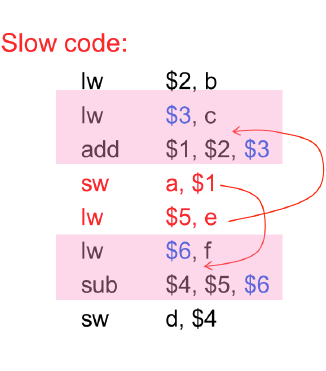 Slow code:
lw $2, b
lw $3, c
add $1, $2, $3
sw a, $1
lw $5, e
lw $6, f
sub $4, $5, $6
sw d, $4